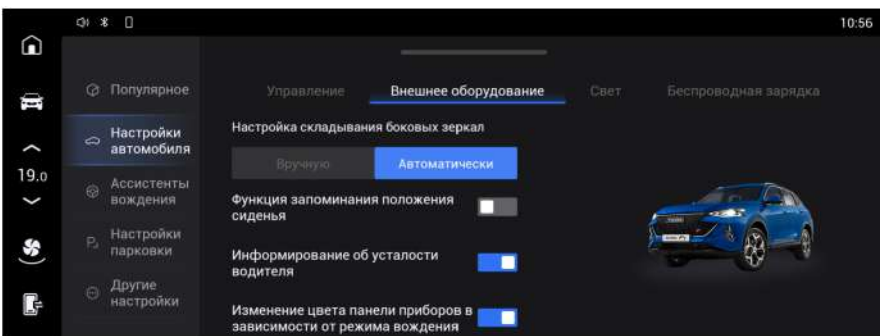 10:56
Популярное
Настройки
автомобиля
19.0
Ассистенты
вождения
Настройки
парковки
Другие
настройки
Управление
Внешнее оборудование
Свет
Беспроводная зарядка
Настройка складывания боковых зеркал
Вручную
Автоматически
Функция запоминания положения
сиденья
Информирование об усталости
водителя
Изменение цвета панели приборов в
зависимости от режима вождения